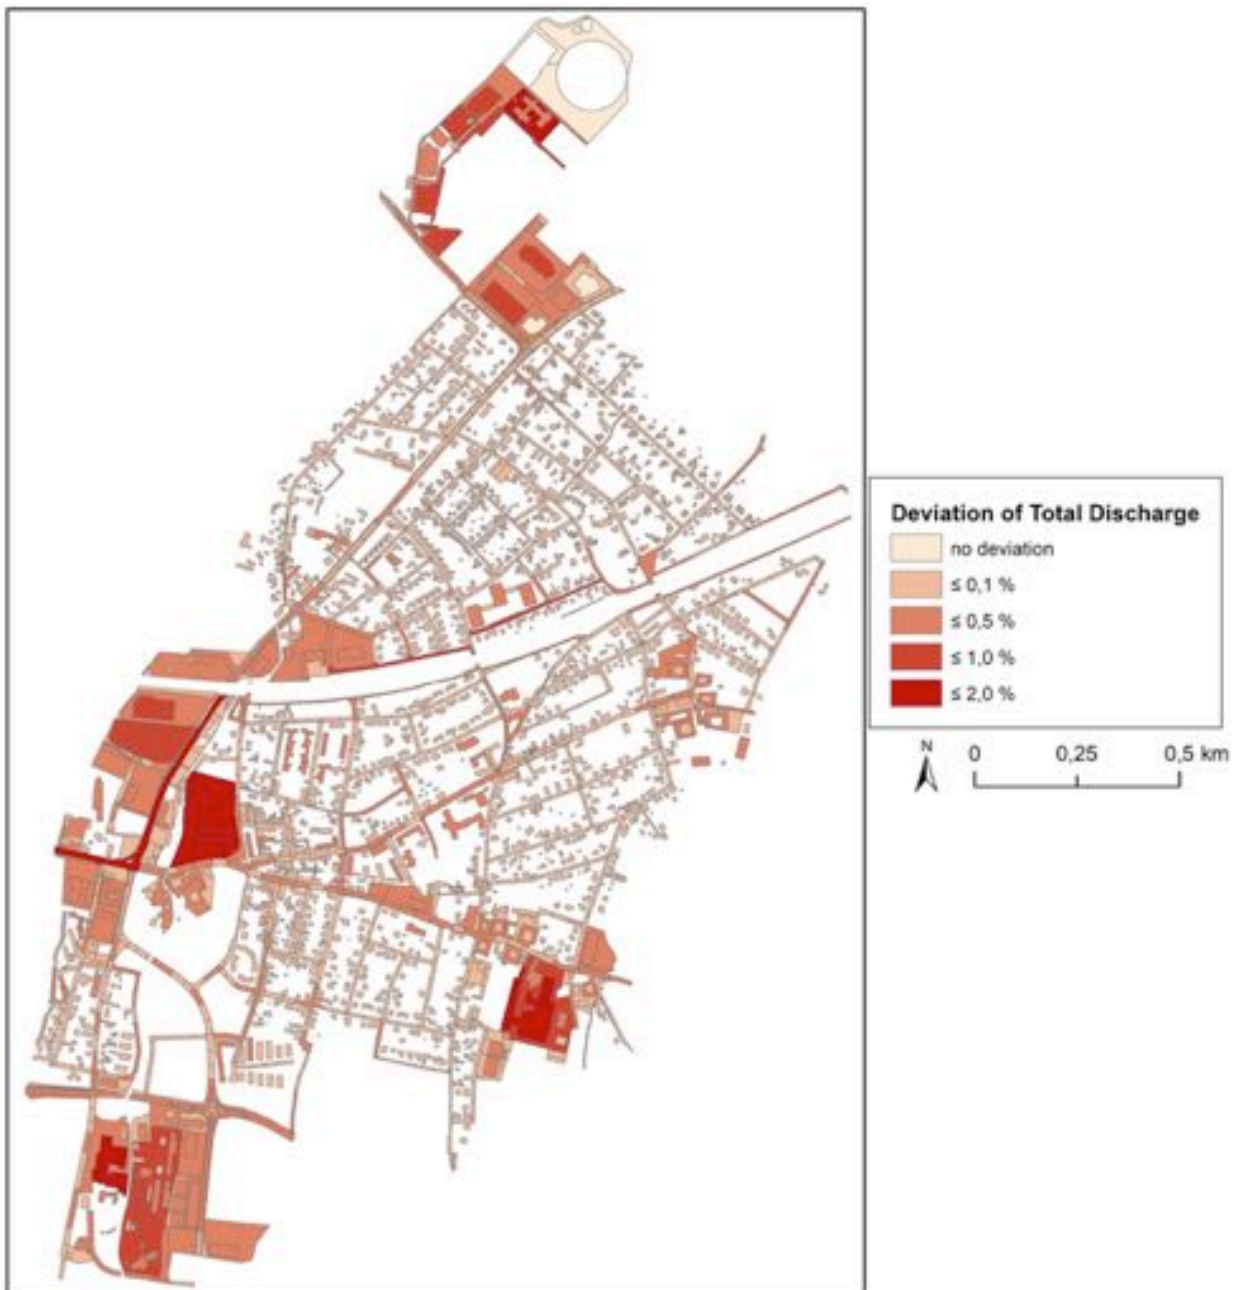 Deviation of Total Discharge
no deviation
≤ 0,1 %
≤ 0,5 %
≤ 1,0 %
≤ 2,0 %
N
0 0,25 0,5 km